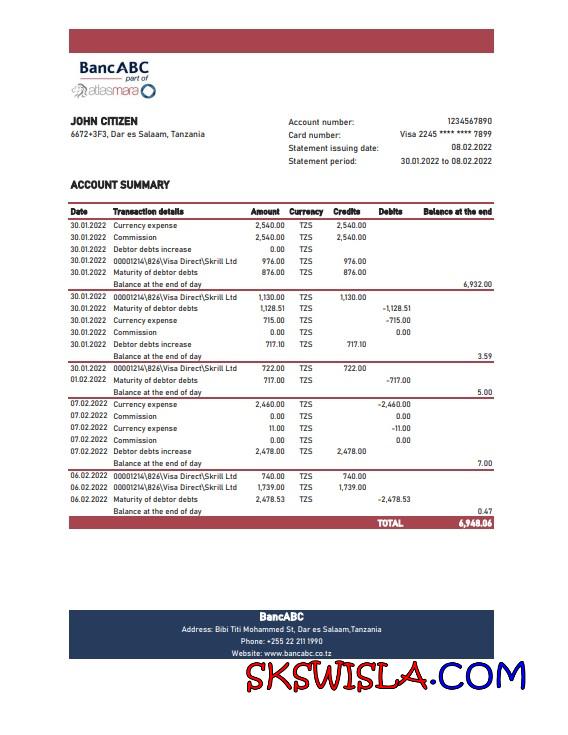 BancABC
part of
atlasmara
JOHN CITIZEN
6672+3F3, Dar es Salaam, Tanzania
Account number: 1234567890
Card number: Visa 2245 **** **** 7899
Statement issuing date: 08.02.2022
Statement period: 30.01.2022 to 08.02.2022
ACCOUNT SUMMARY
Date Transaction details Amount Currency Credits Debits Balance at the end
30.01.2022 Currency expense 2,540.00 TZS 2,540.00
30.01.2022 Commission 2,540.00 TZS 2,540.00
30.01.2022 Debtor debts increase 0.00 TZS
30.01.2022 00001214\826\Visa Direct\Skrill Ltd 976.00 TZS 976.00
30.01.2022 Maturity of debtor debts 876.00 TZS 876.00
Balance at the end of day 6,932.00
30.01.2022 00001214\826\Visa Direct\Skrill Ltd 1,130.00 TZS 1,130.00
30.01.2022 Maturity of debtor debts 1,128.51 TZS -1,128.51
30.01.2022 Currency expense 715.00 TZS -715.00
30.01.2022 Commission 0.00 TZS 0.00
30.01.2022 Debtor debts increase 717.10 TZS 717.10
Balance at the end of day 3.59
30.01.2022 00001214\826\Visa Direct\Skrill Ltd 722.00 TZS 722.00
01.02.2022 Maturity of debtor debts 717.00 TZS -717.00
Balance at the end of day 5.00
07.02.2022 Currency expense 2,460.00 TZS -2,460.00
07.02.2022 Commission 0.00 TZS 0.00
07.02.2022 Currency expense 11.00 TZS -11.00
07.02.2022 Commission 0.00 TZS 0.00
07.02.2022 Debtor debts increase 2,478.00 TZS 2,478.00
Balance at the end of day 7.00
06.02.2022 00001214\826\Visa Direct\Skrill Ltd 740.00 TZS 740.00
06.02.2022 00001214\826\Visa Direct\Skrill Ltd 1,739.00 TZS 1,739.00
06.02.2022 Maturity of debtor debts 2,478.53 TZS -2,478.53
Balance at the end of day 0.47
TOTAL 6,948.06
BancABC
Address: Bibi Titi Mohammed St, Dar es Salaam,Tanzania
Phone: +255 22 211 1990
Website: www.bancabc.co.tz
SKSWISLA.COM